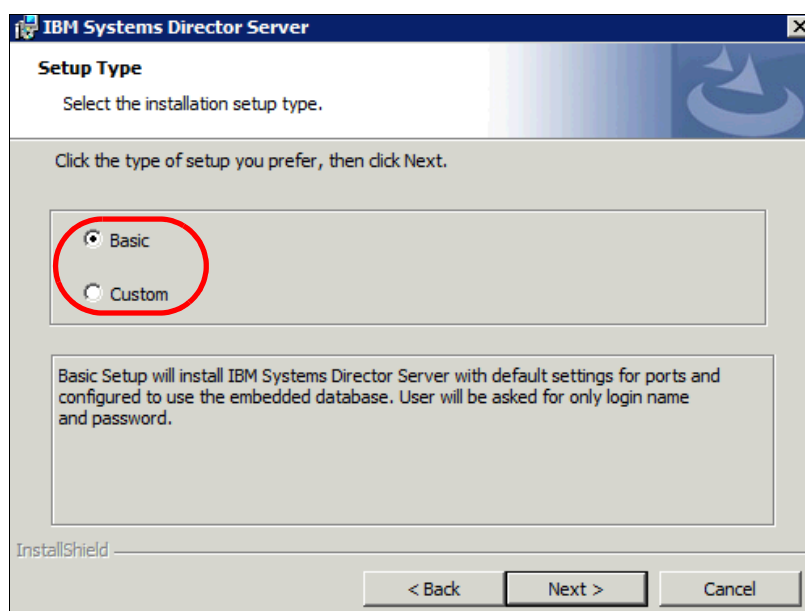 IBM Systems Director Server
Setup Type
Select the installation setup type.
Click the type of setup you prefer, then click Next.
Basic
Custom
Basic Setup will install IBM Systems Director Server with default settings for ports and
configured to use the embedded database. User will be asked for only login name
and password.
InstallShield
< Back
Next >
Cancel